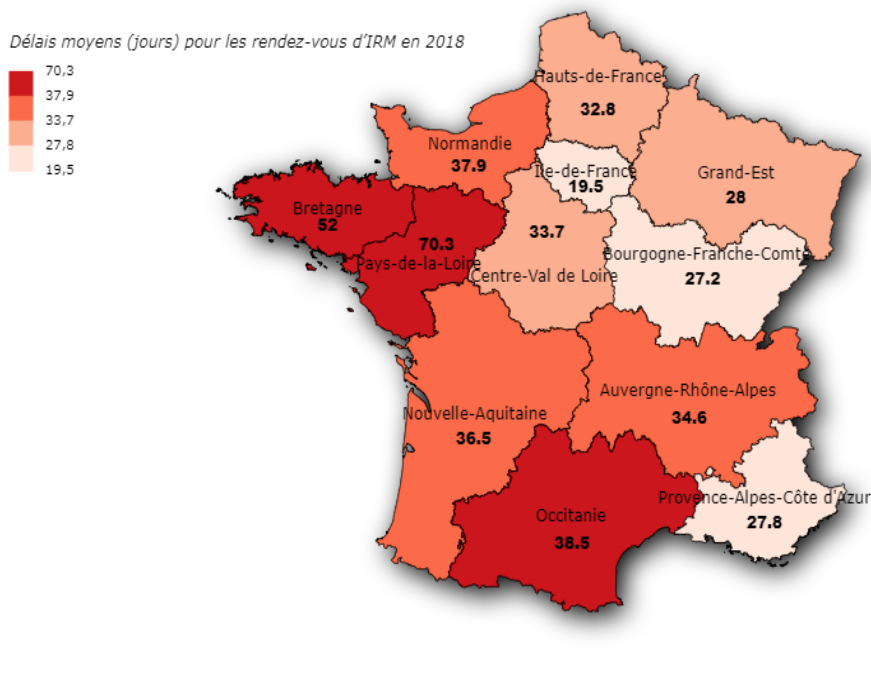 Délais moyens (jours) pour les rendez-vous d’IRM en 2018
70,3
37,9
33,7
27,8
19,5
Hauts-de-France
32.8
Normandie
37.9
Île-de-France
19.5
Grand-Est
28
Bretagne
52
70.3
Pays-de-la-Loire
33.7
Centre-Val de Loire
Bourgogne-Franche-Comté
27.2
Auvergne-Rhône-Alpes
34.6
Nouvelle-Aquitaine
36.5
Provence-Alpes-Côte d'Azur
27.8
Occitanie
38.5